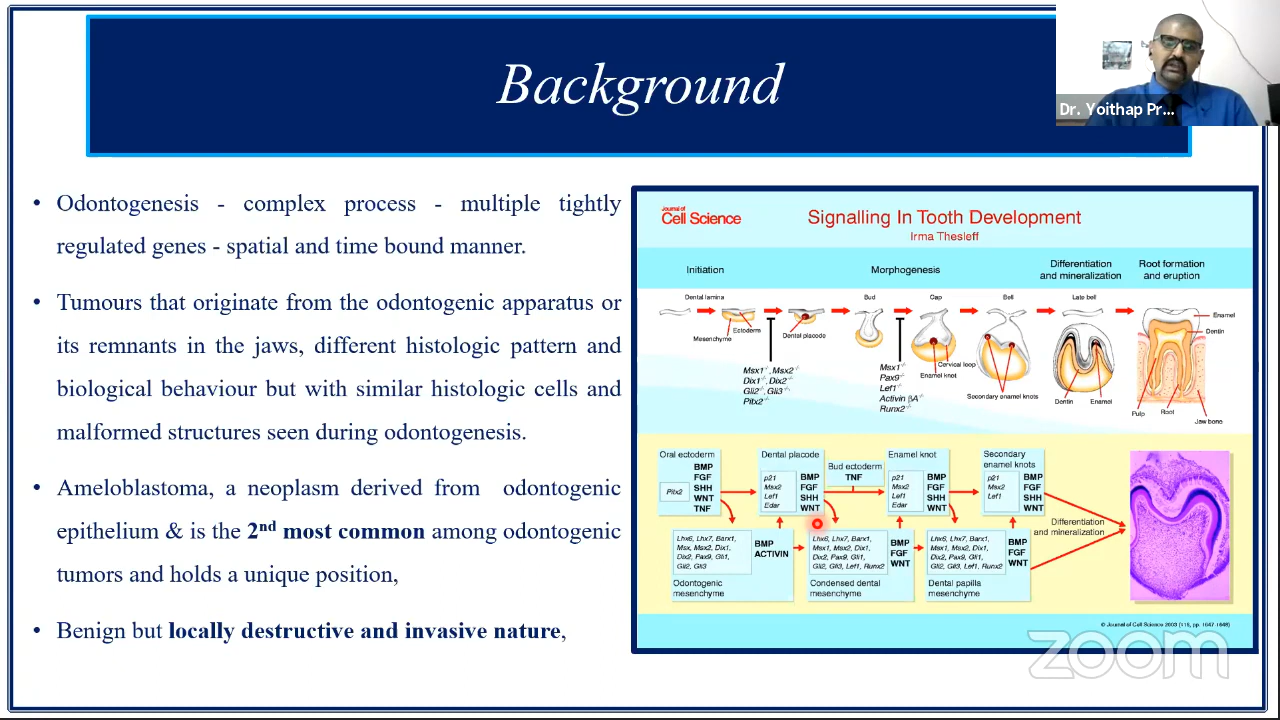 Background
Dr. Yoithap Pr...
• Odontogenesis - complex process - multiple tightly
regulated genes - spatial and time bound manner.
• Tumours that originate from the odontogenic apparatus or
its remnants in the jaws, different histologic pattern and
biological behaviour but with similar histologic cells and
malformed structures seen during odontogenesis.
• Ameloblastoma, a neoplasm derived from odontogenic
epithelium & is the 2nd most common among odontogenic
tumors and holds a unique position,
• Benign but locally destructive and invasive nature,
Journal of
Cell Science
Signalling In Tooth Development
Irma Thesleff
Initiation
Morphogenesis
Differentiation
and mineralization
Root formation
and eruption
Dental lamina
Bud
Cap
Bell
Late bell
Ectoderm
Mesenchyme
Dental placode
Enamel
Dentin
Cervical loop
Enamel knot
Secondary enamel knots
Dentin
Enamel
Pulp
Root
Jaw bone
Msx1-/-, Msx2-/-
Dlx1-/-, Dlx2-/-
Gli2-/-, Gli3-/-
Pitx2-/-
Msx1-/-
Pax9-/-
Lef1-/-
Activin βA-/-
Runx2-/-
Oral ectoderm
Pitx2
BMP
FGF
SHH
WNT
TNF
Dental placode
p21
Msx2
Lef1
Edar
BMP
FGF
SHH
WNT
Bud ectoderm
TNF
Enamel knot
p21
Msx2
Lef1
Edar
BMP
FGF
SHH
WNT
Secondary
enamel knots
p21
Msx2
Lef1
BMP
FGF
SHH
WNT
Differentiation
and mineralization
Lhx6, Lhx7, Barx1,
Msx, Msx2, Dlx1,
Dlx2, Pax9, Gli1,
Gli2, Gli3
BMP
ACTIVIN
Odontogenic
mesenchyme
Lhx6, Lhx7, Barx1,
Msx1, Msx2, Dlx1,
Dlx2, Pax9, Gli1,
Gli2, Gli3, Lef1, Runx2
BMP
FGF
WNT
Condensed dental
mesenchyme
Lhx6, Lhx7, Barx1,
Msx1, Msx2, Dlx1,
Dlx2, Pax9, Gli1,
Gli2, Gli3, Lef1, Runx2
BMP
FGF
WNT
Dental papilla
mesenchyme
© Journal of Cell Science 2003 (116, pp. 1647-1648)
zoom